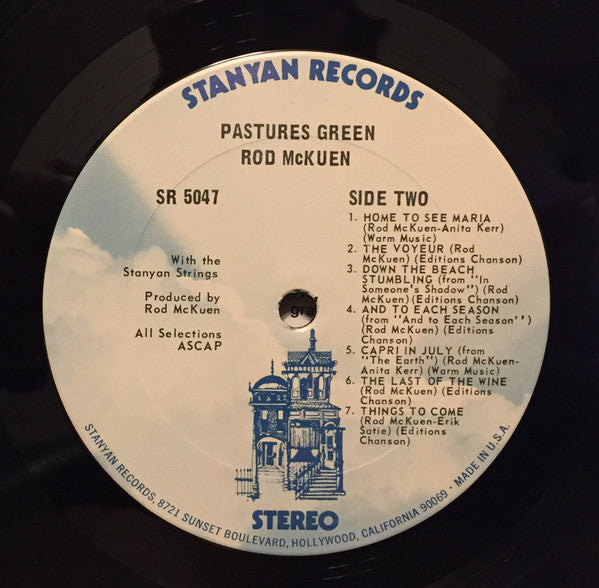 STANYAN RECORDS
PASTURES GREEN
ROD McKUEN
SR 5047
SIDE TWO
With the
Stanyan Strings
Produced by
Rod McKuen
All Selections
ASCAP
1. HOME TO SEE MARIA
(Rod McKuen-Anita Kerr)
(Warm Music)
2. THE VOYEUR (Rod
McKuen) (Editions Chanson)
3. DOWN THE BEACH
STUMBLING (from "In
Someone's Shadow") (Rod
McKuen) (Editions Chanson)
4. AND TO EACH SEASON
(from "And to Each Season")
(Rod McKuen) (Editions
Chanson)
5. CAPRI IN JULY (from
"The Earth") (Rod McKuen-
Anita Kerr) (Warm Music)
6. THE LAST OF THE WINE
(Rod McKuen) (Editions
Chanson)
7. THINGS TO COME
(Rod McKuen-Erik
Satie) (Editions
Chanson)
gra
STEREO
STANYAN RECORDS, 8721 SUNSET BOULEVARD, HOLLYWOOD, CALIFORNIA 90069 • MADE IN U.S.A.